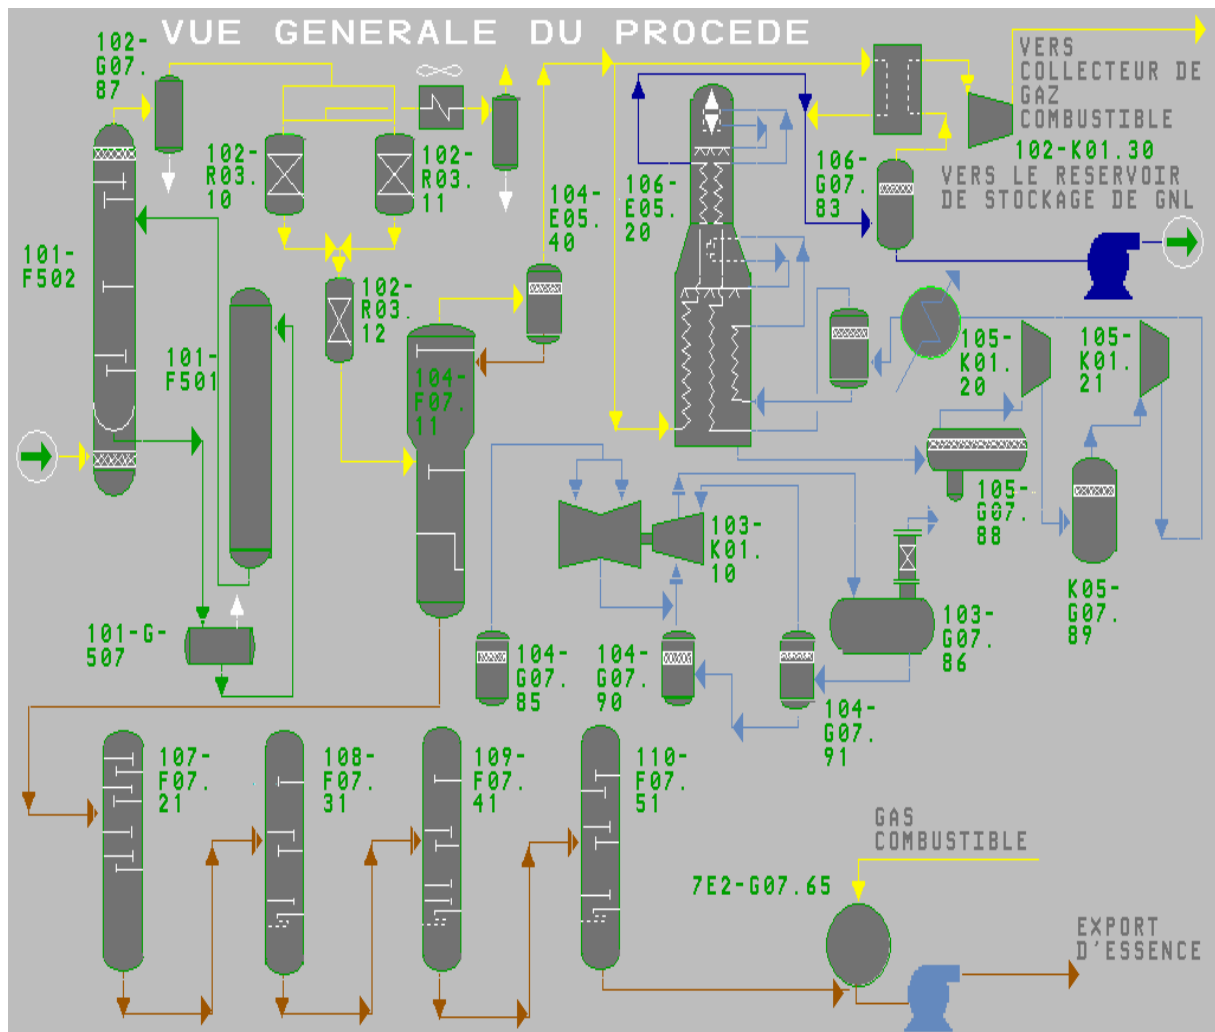 VUE GENERALE DU PROCEDE
102-
G07.
87
VERS
COLLECTEUR DE
GAZ
COMBUSTIBLE
102-K01.30
102-
R03.
10
102-
R03.
11
104-
E05.
40
106-
E05.
20
106-
G07.
83
VERS LE RESERVOIR
DE STOCKAGE DE GNL
101-
F502
102-
R03.
12
101-
F501
104-
F07.
11
105-
K01.
20
105-
K01.
21
105-
G07.
88
103-
K01.
10
K05-
G07.
89
101-G-
507
104-
G07.
85
104-
G07.
90
103-
G07.
86
104-
G07.
91
107-
F07.
21
108-
F07.
31
109-
F07.
41
110-
F07.
51
GAS
COMBUSTIBLE
7E2-G07.65
EXPORT
D'ESSENCE